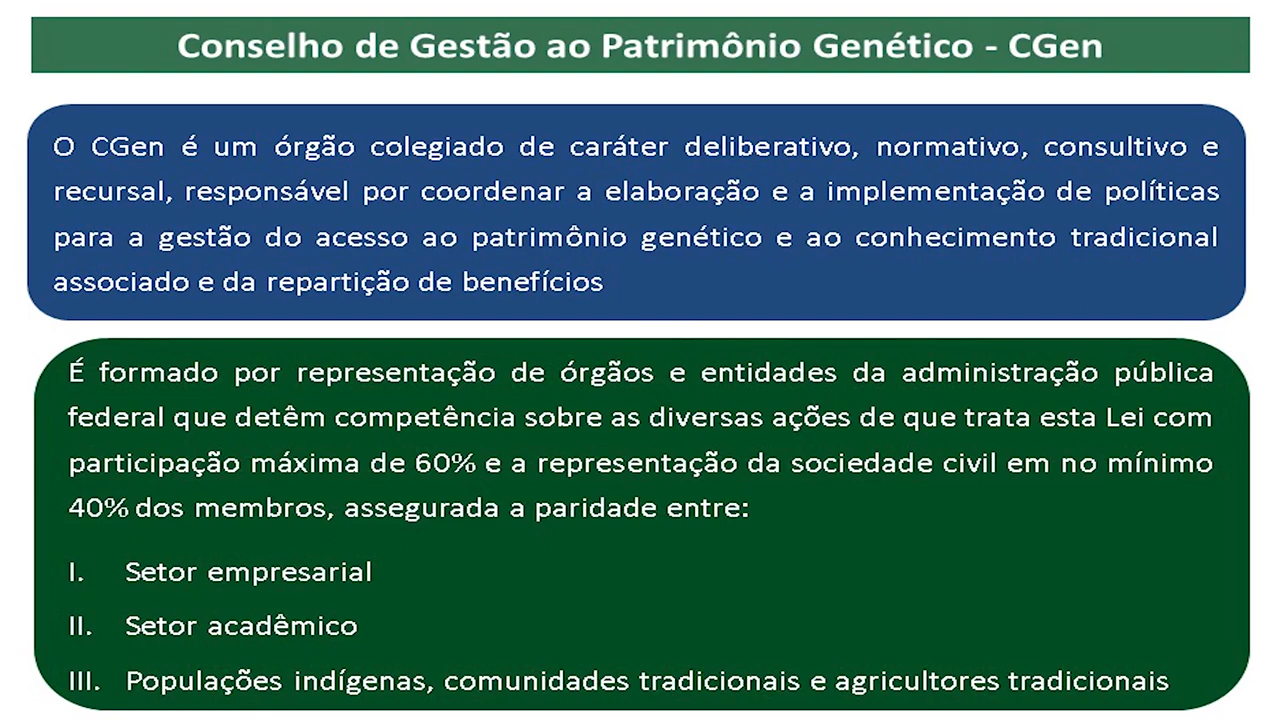 Conselho de Gestão ao Patrimônio Genético - CGen
O CGen é um órgão colegiado de caráter deliberativo, normativo, consultivo e
recursal, responsável por coordenar a elaboração e a implementação de políticas
para a gestão do acesso ao patrimônio genético e ao conhecimento tradicional
associado e da repartição de benefícios
É formado por representação de órgãos e entidades da administração pública
federal que detêm competência sobre as diversas ações de que trata esta Lei com
participação máxima de 60% e a representação da sociedade civil em no mínimo
40% dos membros, assegurada a paridade entre:
I. Setor empresarial
II. Setor acadêmico
III. Populações indígenas, comunidades tradicionais e agricultores tradicionais